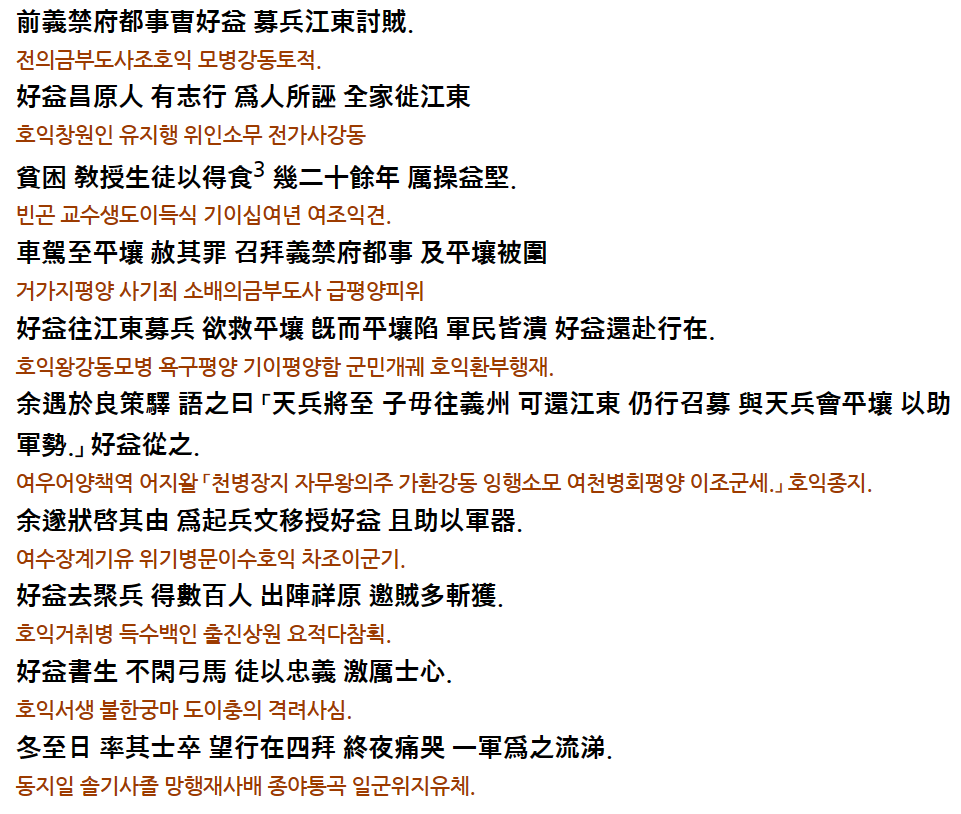 前義禁府都事曺好益 募兵江東討賊.
전의금부도사조호익 모병강동토적.
好益昌原人 有志行 爲人所誣 全家徙江東
호익창원인 유지행 위인소무 전가사강동
貧困 敎授生徒以得食3 幾二十餘年 厲操益堅.
빈곤 교수생도이득식 기이십여년 여조익견.
車駕至平壤 赦其罪 召拜義禁府都事 及平壤被圍
거가지평양 사기죄 소배의금부도사 급평양피위
好益往江東募兵 欲救平壤 旣而平壤陷 軍民皆潰 好益還赴行在.
호익왕강동모병 욕구평양 기이평양함 군민개궤 호익환부행재.
余遇於良策驛 語之曰「天兵將至 子毋往義州 可還江東 仍行召募 與天兵會平壤 以助
軍勢.」好益從之.
여우어양책역 어지왈「천병장지 자무왕의주 가환강동 잉행소모 여천병회평양 이조군세.」호익종지.
余遂狀啓其由 爲起兵文移授好益 且助以軍器.
여수장계기유 위기병문이수호익 차조이군기.
好益去聚兵 得數百人 出陣祥原 邀賊多斬獲.
호익거취병 득수백인 출진상원 요적다참획.
好益書生 不閑弓馬 徒以忠義 激厲士心.
호익서생 불한궁마 도이충의 격려사심.
冬至日 率其士卒 望行在四拜 終夜痛哭 一軍爲之流涕.
동지일 솔기사졸 망행재사배 종야통곡 일군위지유체.